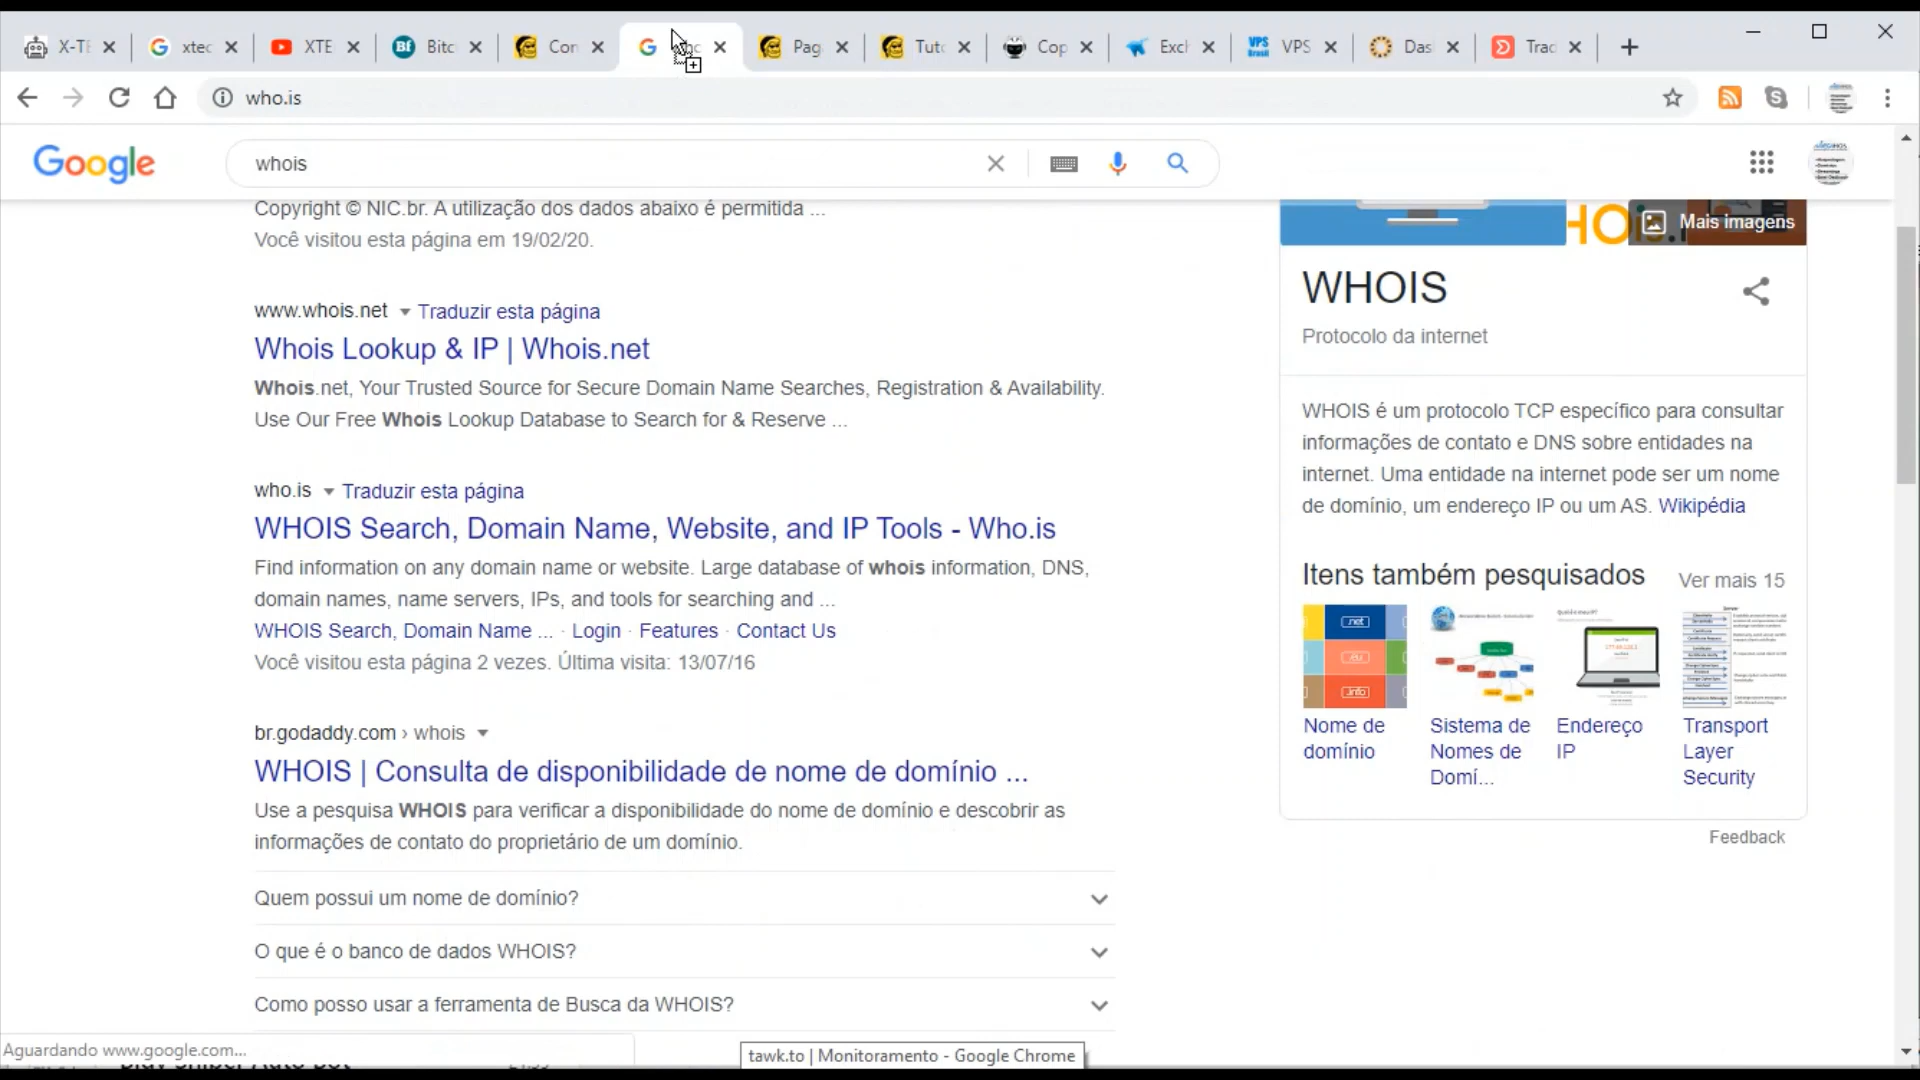 X-TE
xtec
XTE
Bitc
Con
Pag
Tuto
Cop
Excl
VPS
Das
Trac
who.is
Google
whois
Copyright © NIC.br. A utilização dos dados abaixo é permitida ...
Você visitou esta página em 19/02/20.
www.whois.net Traduzir esta página
Whois Lookup & IP | Whois.net
Whois.net, Your Trusted Source for Secure Domain Name Searches, Registration & Availability.
Use Our Free Whois Lookup Database to Search for & Reserve ...
who.is Traduzir esta página
WHOIS Search, Domain Name, Website, and IP Tools - Who.is
Find information on any domain name or website. Large database of whois information, DNS,
domain names, name servers, IPs, and tools for searching and ...
WHOIS Search, Domain Name ... · Login · Features · Contact Us
Você visitou esta página 2 vezes. Última visita: 13/07/16
br.godaddy.com › whois
WHOIS | Consulta de disponibilidade de nome de domínio ...
Use a pesquisa WHOIS para verificar a disponibilidade do nome de domínio e descobrir as
informações de contato do proprietário de um domínio.
Quem possui um nome de domínio?
O que é o banco de dados WHOIS?
Como posso usar a ferramenta de Busca da WHOIS?
Mais imagens
WHOIS
Protocolo da internet
WHOIS é um protocolo TCP específico para consultar
informações de contato e DNS sobre entidades na
internet. Uma entidade na internet pode ser um nome
de domínio, um endereço IP ou um AS. Wikipédia
Itens também pesquisados Ver mais 15
.net
.info
Nome de
domínio
Sistema de
Nomes de
Domí...
Endereço
IP
Transport
Layer
Security
Feedback
Aguardando www.google.com...
tawk.to | Monitoramento - Google Chrome